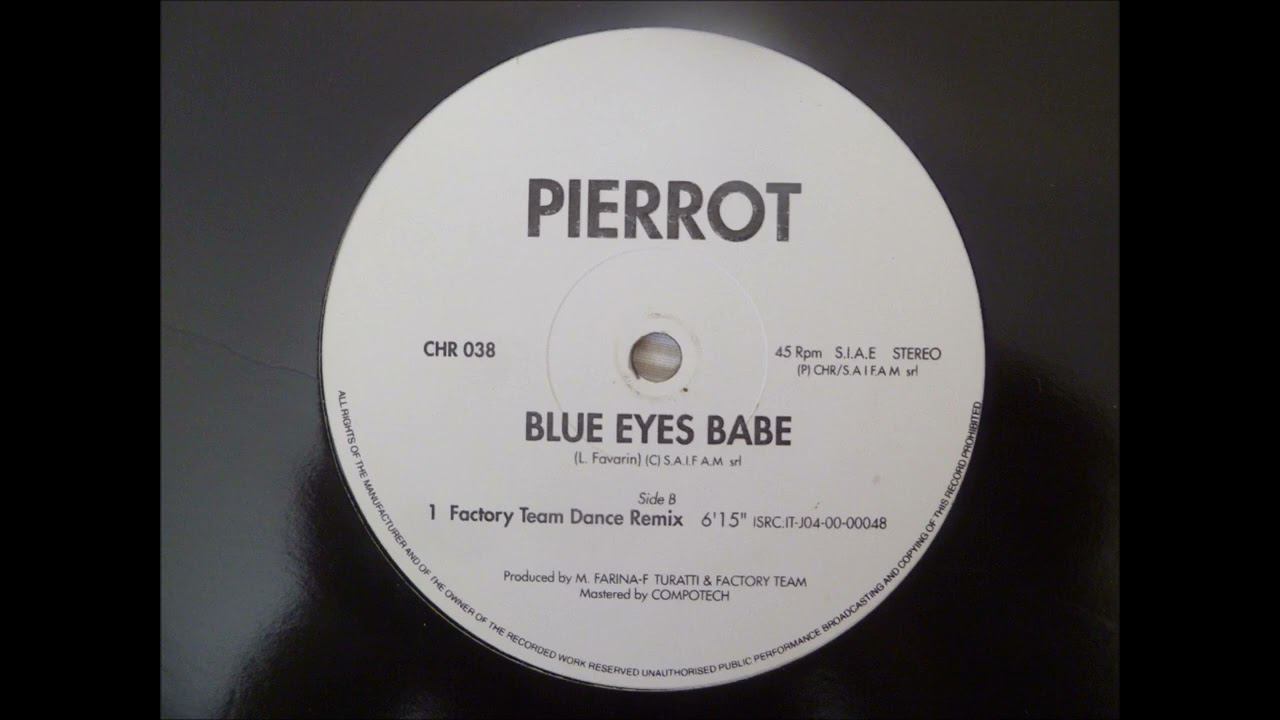 PIERROT
CHR 038
45 Rpm S.I.A.E STEREO
(P) CHR/S.A I F.A M srl
BLUE EYES BABE
(L. Favarin) (C) S.A.I.F A.M srl
Side B
1 Factory Team Dance Remix 6'15" ISRC.IT-J04-00-00048
Produced by M. FARINA-F TURATTI & FACTORY TEAM
Mastered by COMPOTECH
ALL RIGHTS OF THE MANUFACTURER AND OF THE OWNER OF THE RECORDED WORK RESERVED UNAUTHORISED PUBLIC PERFORMANCE BROADCASTING AND COPYING OF THIS RECORD PROHIBITED